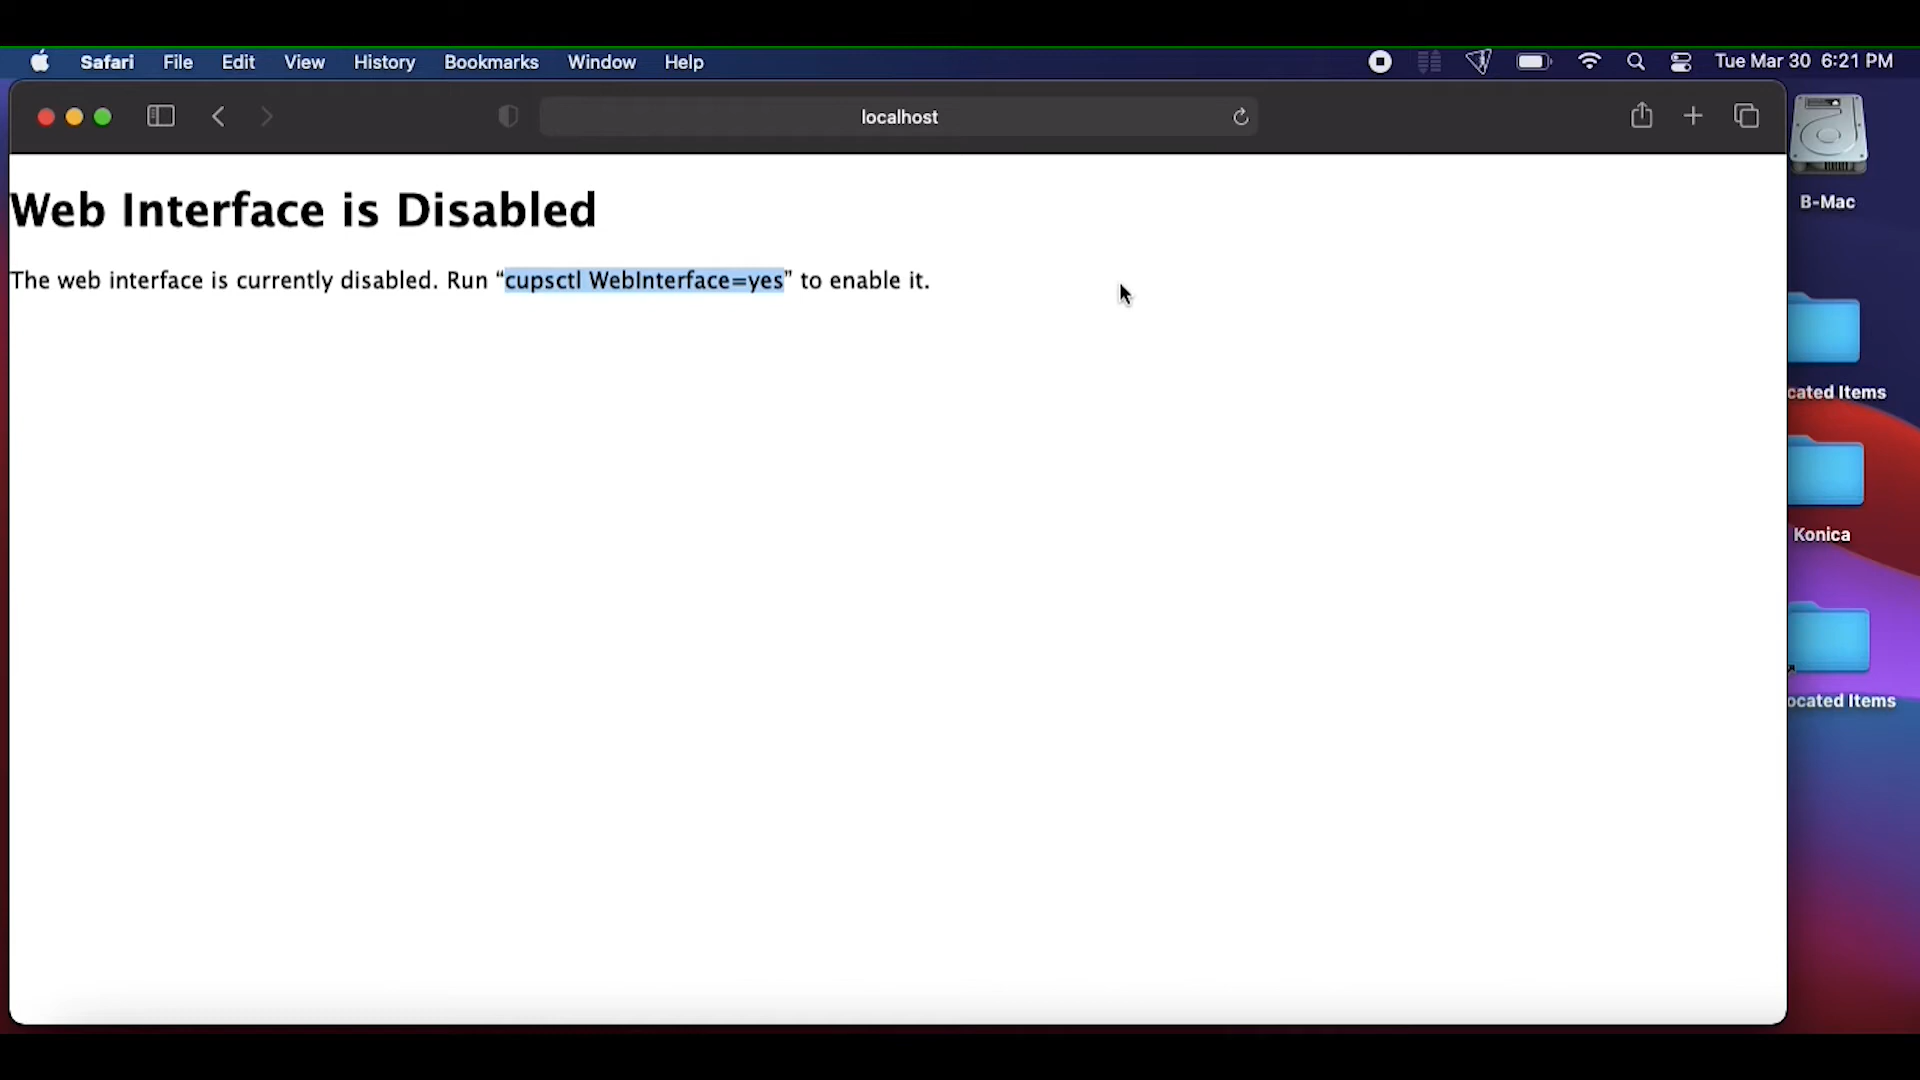 Safari File Edit View History Bookmarks Window Help Tue Mar 30 6:21 PM
localhost
B-Mac
Web Interface is Disabled
The web interface is currently disabled. Run “cupsctl WebInterface=yes” to enable it.
cated Items
Konica
ocated Items